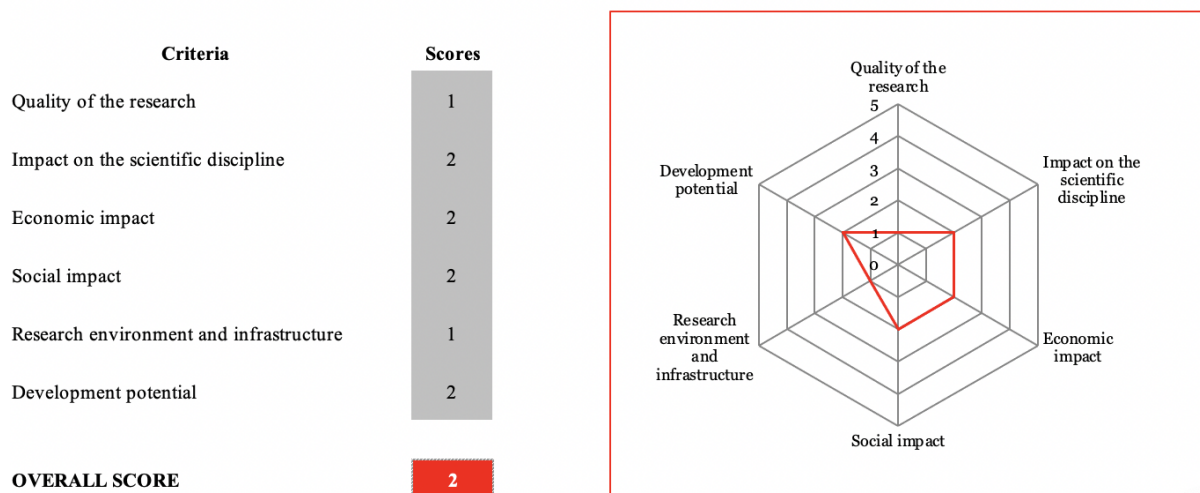 Criteria Scores
Quality of the research 1
Impact on the scientific discipline 2
Economic impact 2
Social impact 2
Research environment and infrastructure 1
Development potential 2
OVERALL SCORE 2
Quality of the
research
5
4
3
2
1
0
Impact on the
scientific
discipline
Economic
impact
Social impact
Research
environment
and
infrastructure
Development
potential